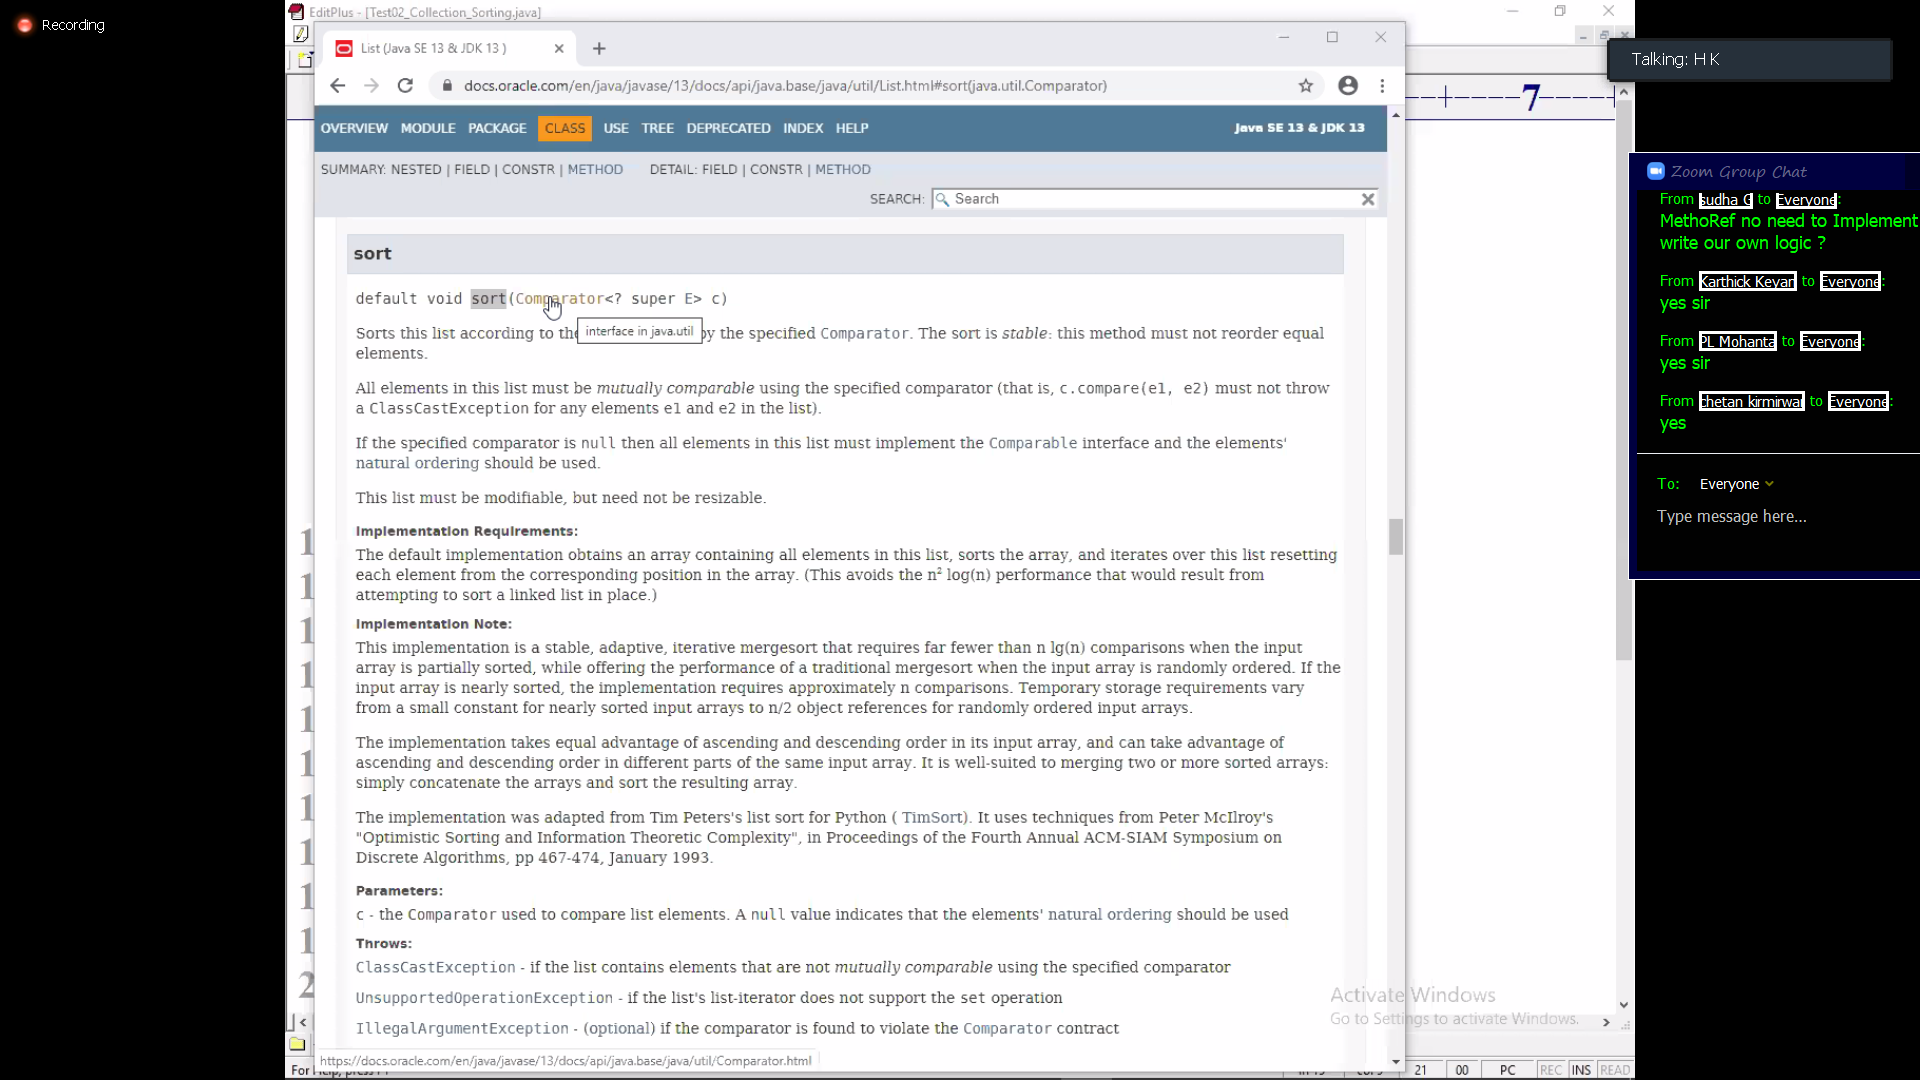 Recording
EditPlus - [Test02_Collection_Sorting.java]
List (Java SE 13 & JDK 13 )
docs.oracle.com/en/java/javase/13/docs/api/java.base/java/util/List.html#sort(java.util.Comparator)
OVERVIEW MODULE PACKAGE CLASS USE TREE DEPRECATED INDEX HELP
Java SE 13 & JDK 13
SUMMARY: NESTED | FIELD | CONSTR | METHOD DETAIL: FIELD | CONSTR | METHOD
SEARCH: Search
sort
default void sort(Comparator<? super E> c)
interface in java.util
Sorts this list according to the by the specified Comparator. The sort is stable: this method must not reorder equal
elements.
All elements in this list must be mutually comparable using the specified comparator (that is, c.compare(e1, e2) must not throw
a ClassCastException for any elements e1 and e2 in the list).
If the specified comparator is null then all elements in this list must implement the Comparable interface and the elements'
natural ordering should be used.
This list must be modifiable, but need not be resizable.
Implementation Requirements:
The default implementation obtains an array containing all elements in this list, sorts the array, and iterates over this list resetting
each element from the corresponding position in the array. (This avoids the n² log(n) performance that would result from
attempting to sort a linked list in place.)
Implementation Note:
This implementation is a stable, adaptive, iterative mergesort that requires far fewer than n lg(n) comparisons when the input
array is partially sorted, while offering the performance of a traditional mergesort when the input array is randomly ordered. If the
input array is nearly sorted, the implementation requires approximately n comparisons. Temporary storage requirements vary
from a small constant for nearly sorted input arrays to n/2 object references for randomly ordered input arrays.
The implementation takes equal advantage of ascending and descending order in its input array, and can take advantage of
ascending and descending order in different parts of the same input array. It is well-suited to merging two or more sorted arrays:
simply concatenate the arrays and sort the resulting array.
The implementation was adapted from Tim Peters's list sort for Python ( TimSort). It uses techniques from Peter McIlroy's
"Optimistic Sorting and Information Theoretic Complexity", in Proceedings of the Fourth Annual ACM-SIAM Symposium on
Discrete Algorithms, pp 467-474, January 1993.
Parameters:
c - the Comparator used to compare list elements. A null value indicates that the elements' natural ordering should be used
Throws:
ClassCastException - if the list contains elements that are not mutually comparable using the specified comparator
UnsupportedOperationException - if the list's list-iterator does not support the set operation
IllegalArgumentException - (optional) if the comparator is found to violate the Comparator contract
https://docs.oracle.com/en/java/javase/13/docs/api/java.base/java/util/Comparator.html
7
1
1
1
1
1
1
1
1
1
1
2
Activate Windows
Go to Settings to activate Windows.
21 00 PC REC INS READ
Talking: H K
Zoom Group Chat
From sudha G to Everyone:
MethoRef no need to Implement
write our own logic ?
From Karthick Keyan to Everyone:
yes sir
From PL Mohanta to Everyone:
yes sir
From chetan kirmirwar to Everyone:
yes
To: Everyone
Type message here...